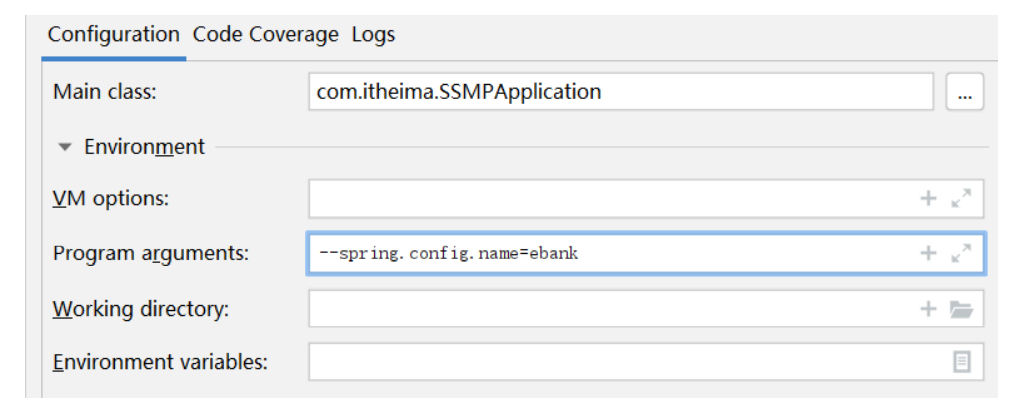 Configuration Code Coverage Logs
Main class: com.itheima.SSMPApplication ...
Environment
VM options:
Program arguments: --spring.config.name=ebank
Working directory:
Environment variables: